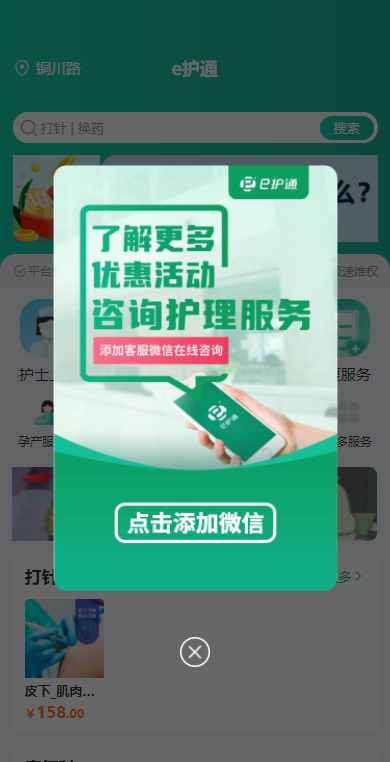 铜川路
e护通
打针 | 换药
搜索
么?
e护通
了解更多
优惠活动
咨询护理服务
添加客服微信在线咨询
平台
速维权
e护通
护士
服务
孕产服
多服务
点击添加微信
打针
多 >
皮下_肌肉...
¥158.00